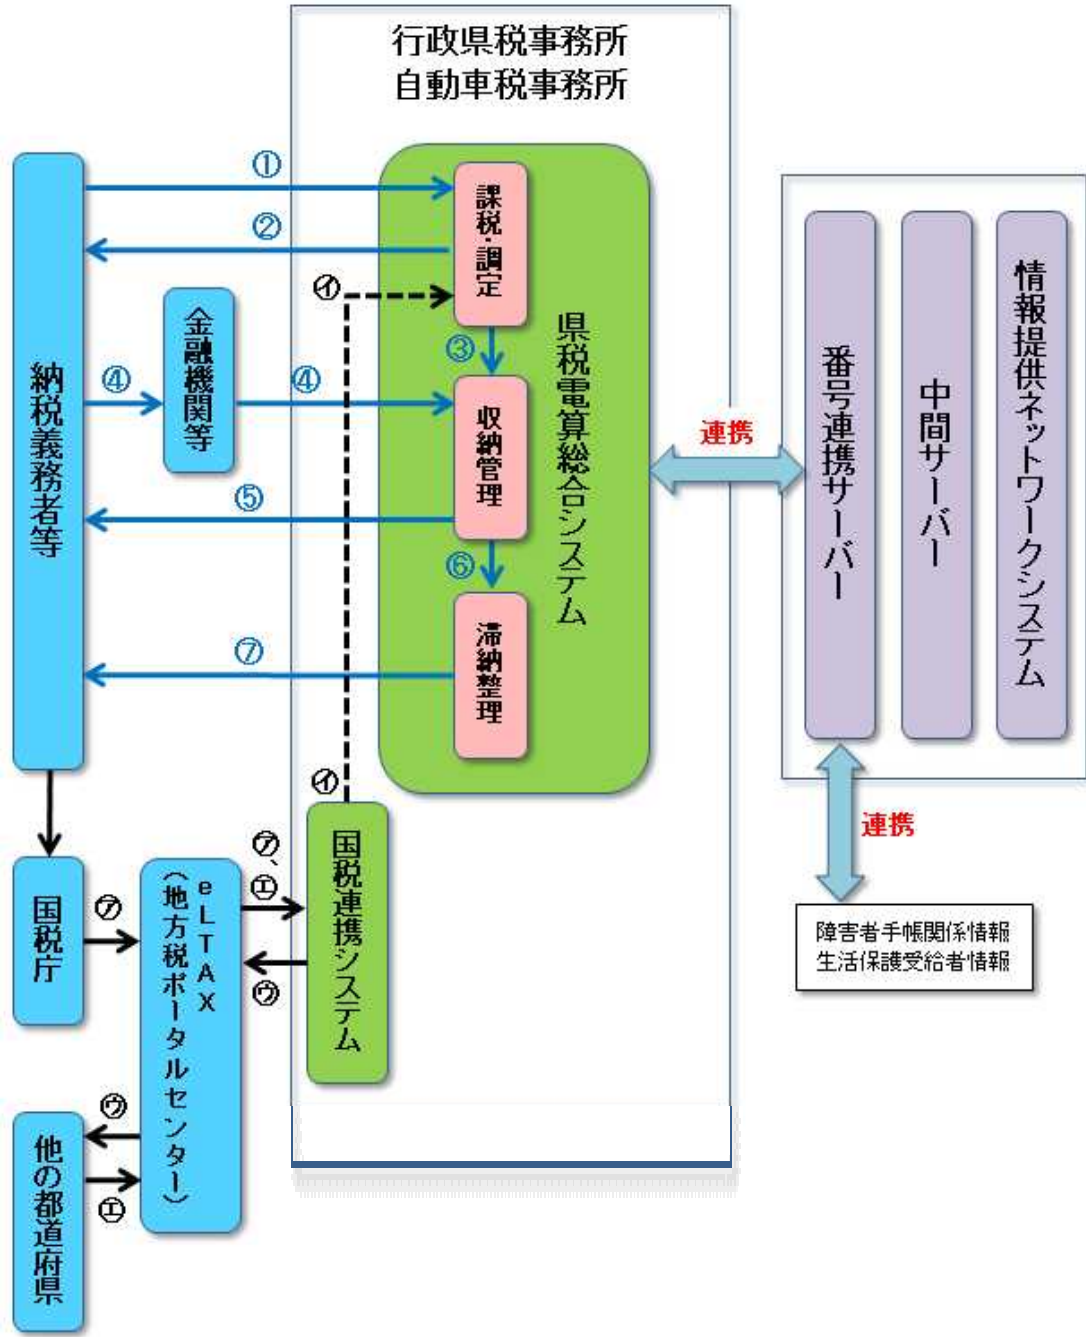 行政県税事務所
自動車税事務所
①
②
㋑
③
④
④
⑤
⑥
⑦
納税義務者等
金融機関等
課税・調定
収納管理
滞納整理
県税電算総合システム
連携
番号連携サーバー
中間サーバー
情報提供ネットワークシステム
連携
障害者手帳関係情報
生活保護受給者情報
㋑
国税連携システム
㋐、
㋓
㋒
国税庁
㋐
eLTAX
（地方税ポータルセンター）
㋒
㋓
他の都道府県